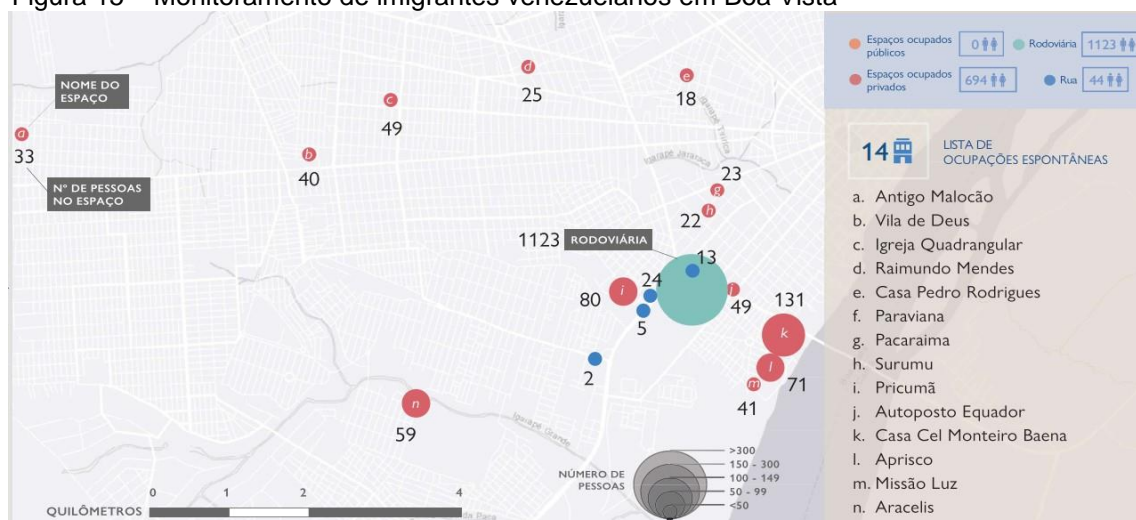 Figura 18 – Monitoramento de imigrantes venezuelanos em Boa Vista
Espaços ocupados
públicos
0
Rodoviária
1123
Espaços ocupados
privados
694
Rua
44
14
LISTA DE
OCUPAÇÕES ESPONTÂNEAS
a. Antigo Malocão
b. Vila de Deus
c. Igreja Quadrangular
d. Raimundo Mendes
e. Casa Pedro Rodrigues
f. Paraviana
g. Pacaraima
h. Surumu
i. Pricumã
j. Autoposto Equador
k. Casa Cel Monteiro Baena
l. Aprisco
m. Missão Luz
n. Aracelis
NOME DO
ESPAÇO
a
33
Nº DE PESSOAS
NO ESPAÇO
b
40
c
49
d
25
e
18
Igarapé Jararaca
23
g
h
22
1123 RODOVIÁRIA
13
24
i
80
5
j
49
131
k
l
71
m
41
2
n
59
Igarapé Grande
NÚMERO DE
PESSOAS
>300
150 - 300
100 - 149
50 - 99
<50
0 1 2 4
QUILÔMETROS